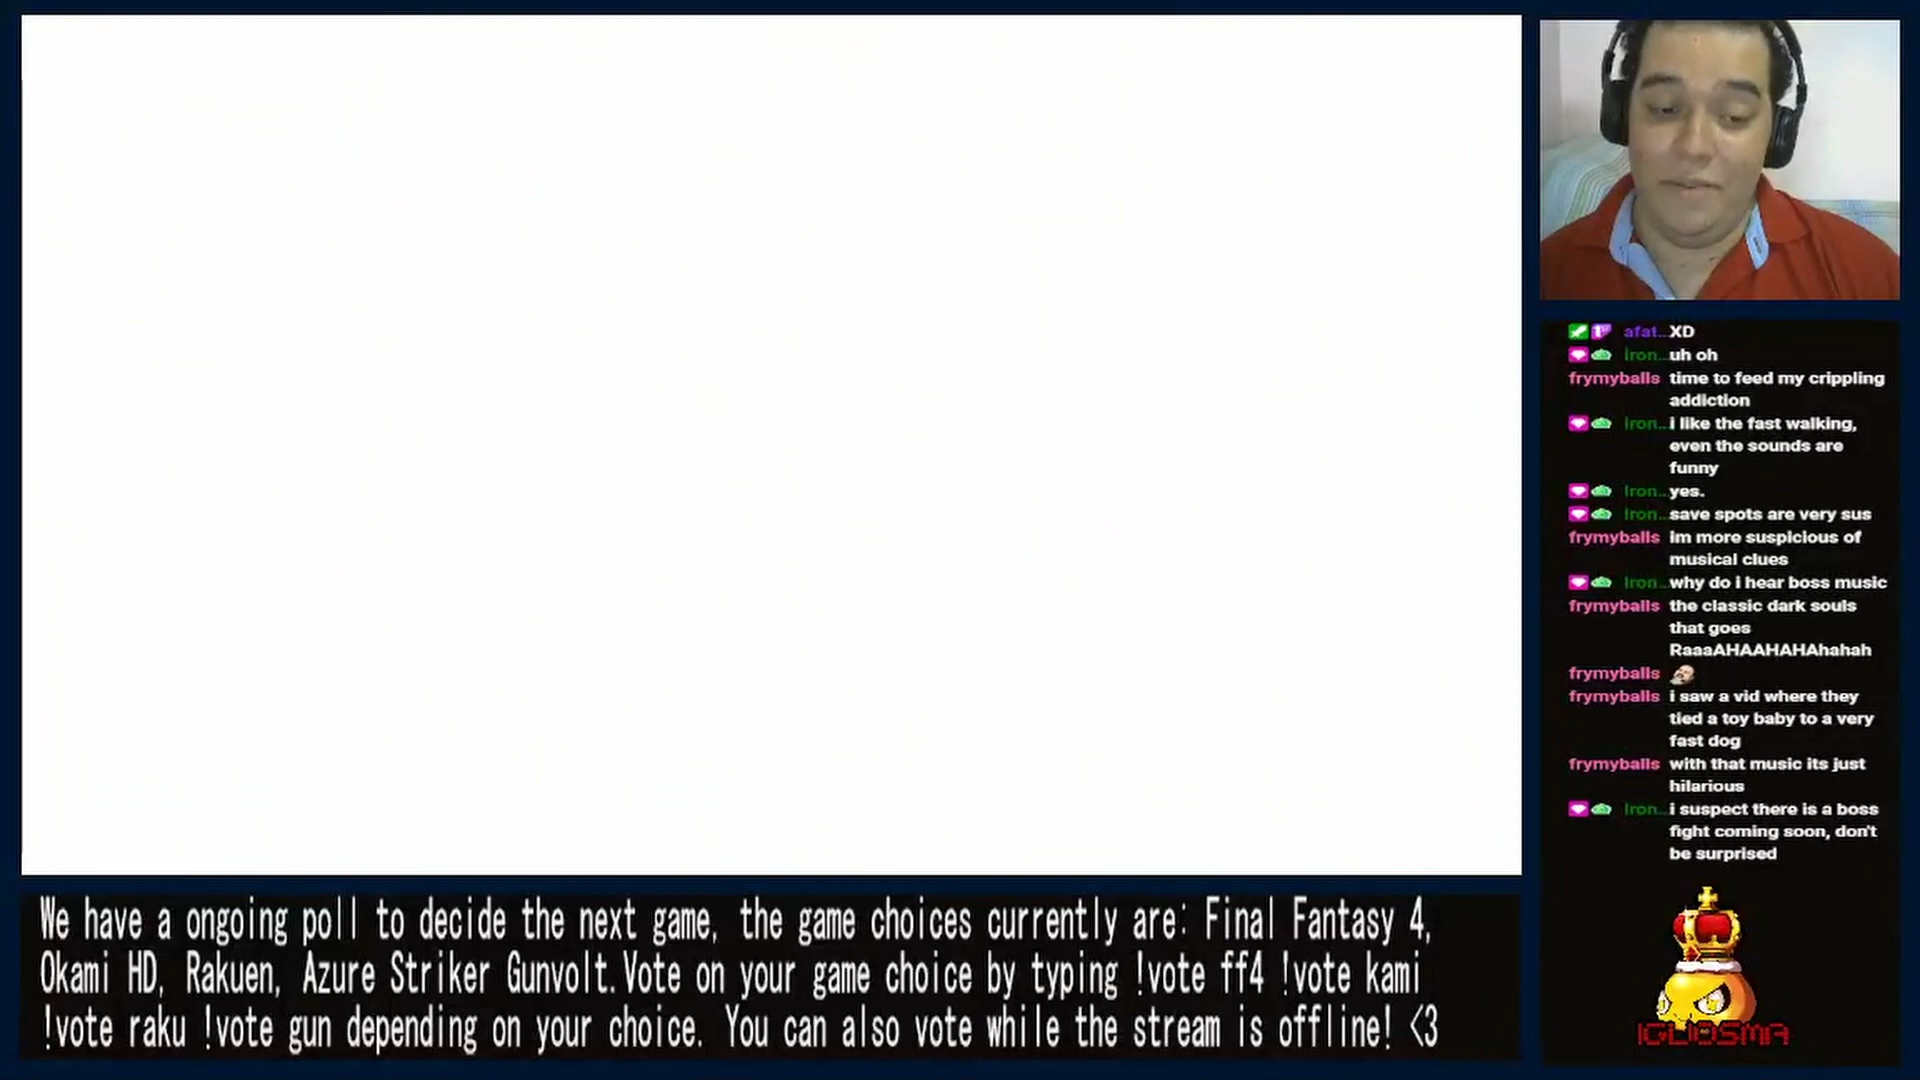 afat.. XD
Iron.. uh oh
frymyballs time to feed my crippling
addiction
Iron.. i like the fast walking,
even the sounds are
funny
Iron.. yes.
Iron.. save spots are very sus
frymyballs im more suspicious of
musical clues
Iron.. why do i hear boss music
frymyballs the classic dark souls
that goes
RaaaAHAAHAHAhahah
frymyballs
frymyballs i saw a vid where they
tied a toy baby to a very
fast dog
frymyballs with that music its just
hilarious
Iron.. i suspect there is a boss
fight coming soon, don't
be surprised
We have a ongoing poll to decide the next game, the game choices currently are: Final Fantasy 4,
Okami HD, Rakuen, Azure Striker Gunvolt.Vote on your game choice by typing !vote ff4 !vote kami
!vote raku !vote gun depending on your choice. You can also vote while the stream is offline! <3